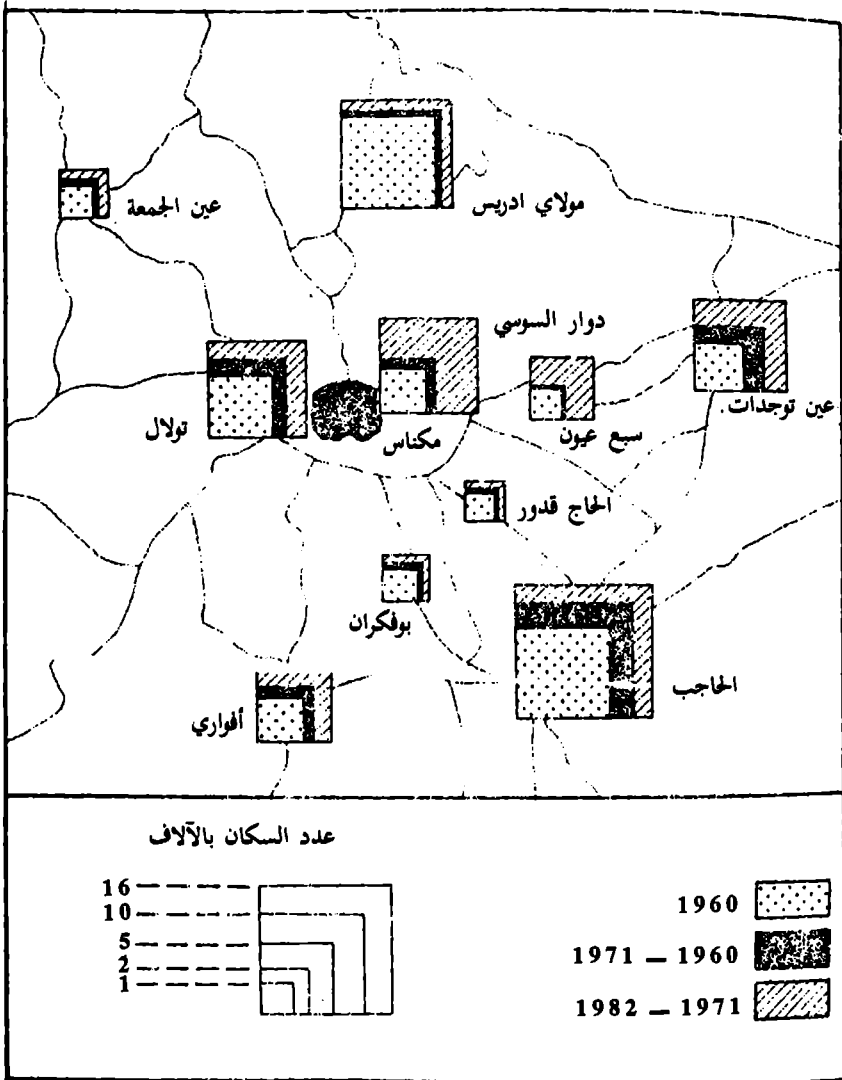 مولاي ادريس
عين الجمعة
دوار السوسي
عين توجدات
سبع عيون
مكناس
تولال
الحاج قدور
بوفكران
الحاجب
أفواري
عدد السكان بالآلاف
16
10
5
2
1
1960
1971 — 1960
1982 — 1971